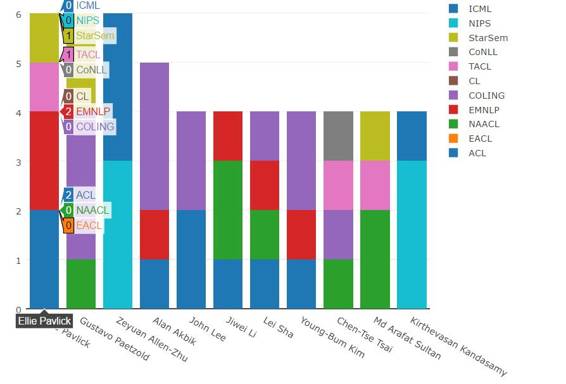 6
5
4
3
2
1
0
0 ICML
0 NIPS
1 StarSem
1 TACL
0 CoNLL
0 CL
2 EMNLP
0 COLING
2 ACL
0 NAACL
0 EACL
Ellie Pavlick
Pavlick
Gustavo Paetzold
Zeyuan Allen-Zhu
Alan Akbik
John Lee
Jiwei Li
Lei Sha
Young-Bum Kim
Chen-Tse Tsai
Md Arafat Sultan
Kirthevasan Kandasamy
ICML
NIPS
StarSem
CoNLL
TACL
CL
COLING
EMNLP
NAACL
EACL
ACL